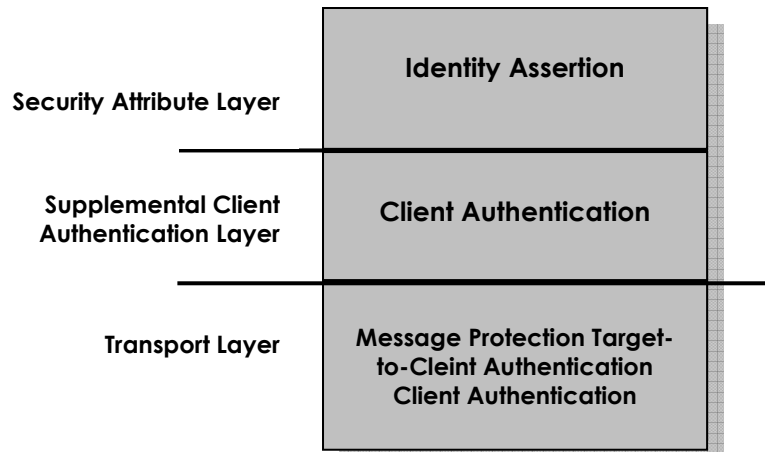 Identity Assertion
Security Attribute Layer
Supplemental Client
Authentication Layer
Client Authentication
Transport Layer
Message Protection Target-
to-Cleint Authentication
Client Authentication